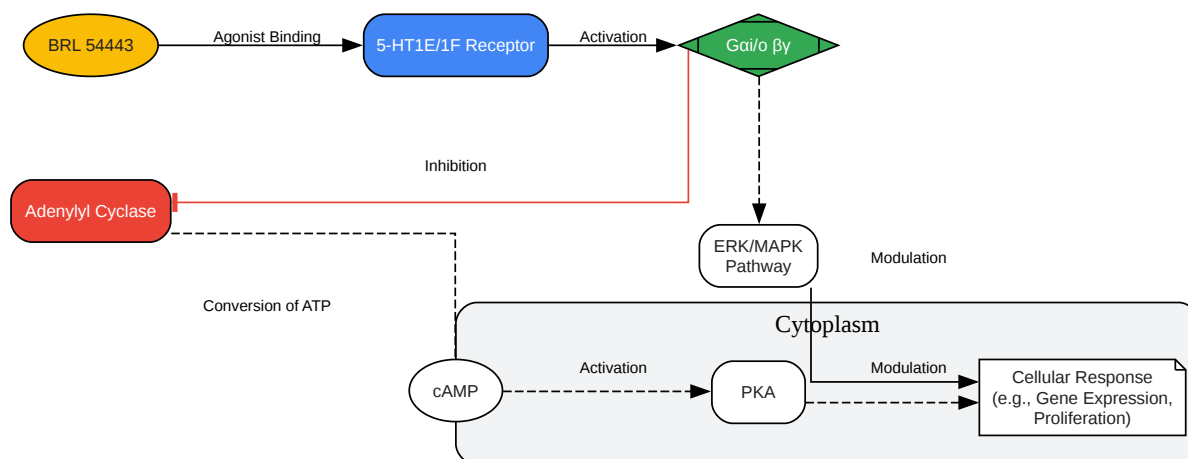 BRL 54443
Agonist Binding
5-HT1E/1F Receptor
Activation
Gαi/o βγ
Inhibition
Adenylyl Cyclase
ERK/MAPK
Pathway
Modulation
Conversion of ATP
Cytoplasm
cAMP
Activation
PKA
Modulation
Cellular Response
(e.g., Gene Expression,
Proliferation)